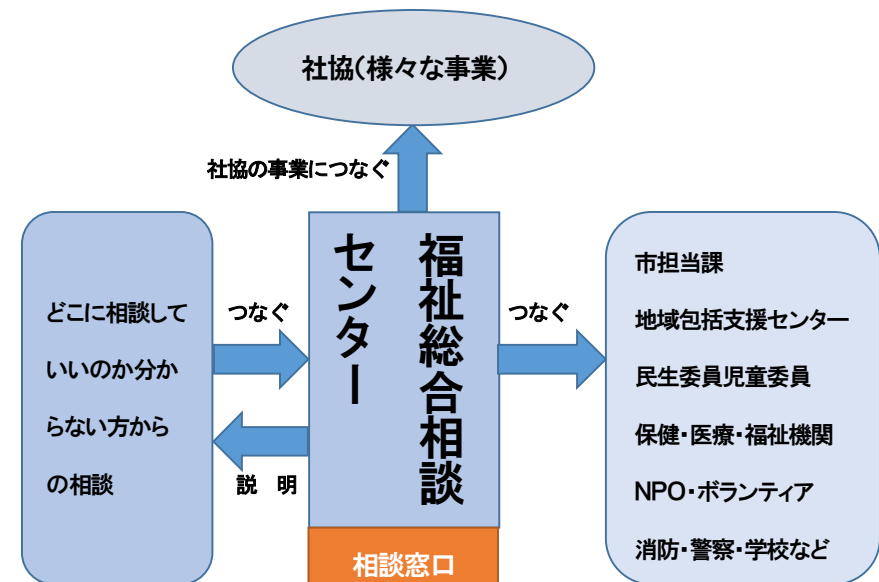 社協(様々な事業)
社協の事業につなぐ
どこに相談して
いいのか分か
らない方から
の相談
つなぐ
説　明
福祉総合相談
センター
相談窓口
つなぐ
市担当課
地域包括支援センター
民生委員児童委員
保健・医療・福祉機関
NPO・ボランティア
消防・警察・学校など